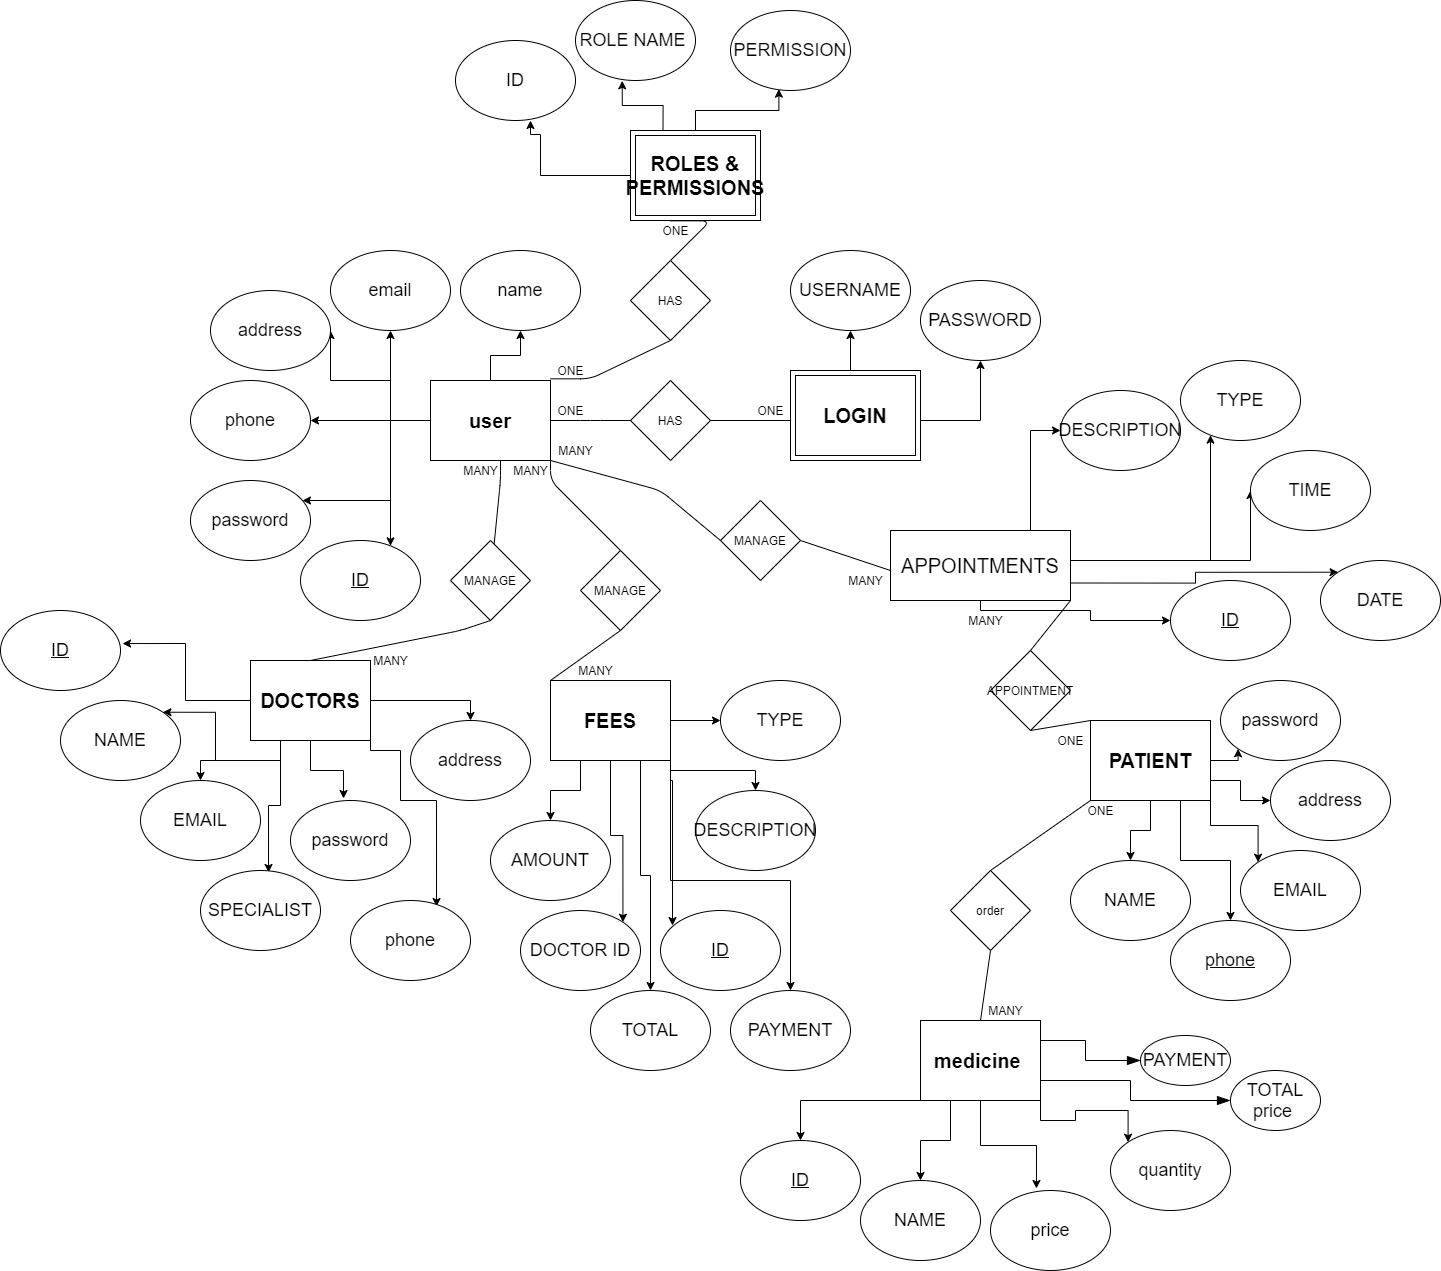 ROLE NAME
PERMISSION
ID
ROLES &
PERMISSIONS
ONE
HAS
email
name
address
USERNAME
PASSWORD
ONE
phone
user
ONE
HAS
ONE
LOGIN
TYPE
DESCRIPTION
MANY
MANY
MANY
TIME
password
MANAGE
APPOINTMENTS
ID
MANAGE
MANAGE
MANY
DATE
MANY
ID
ID
MANY
MANY
APPOINTMENT
DOCTORS
FEES
TYPE
password
ONE
NAME
address
PATIENT
address
EMAIL
password
AMOUNT
DESCRIPTION
ONE
NAME
EMAIL
SPECIALIST
phone
DOCTOR ID
ID
order
phone
TOTAL
PAYMENT
MANY
medicine
PAYMENT
TOTAL
price
ID
NAME
price
quantity